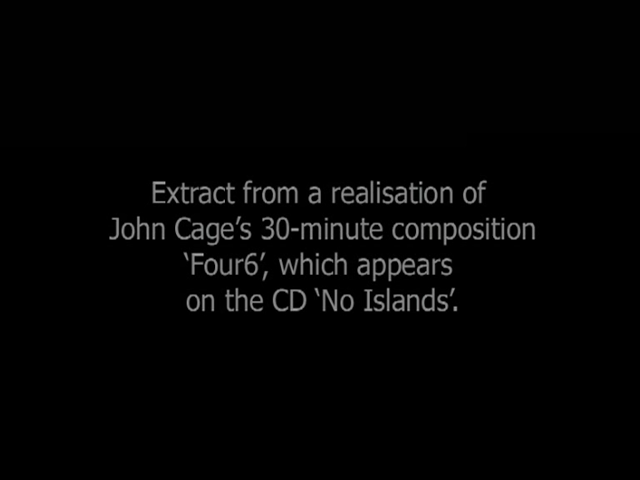 Extract from a realisation of
John Cage’s 30-minute composition
‘Four6’, which appears
on the CD ‘No Islands’.